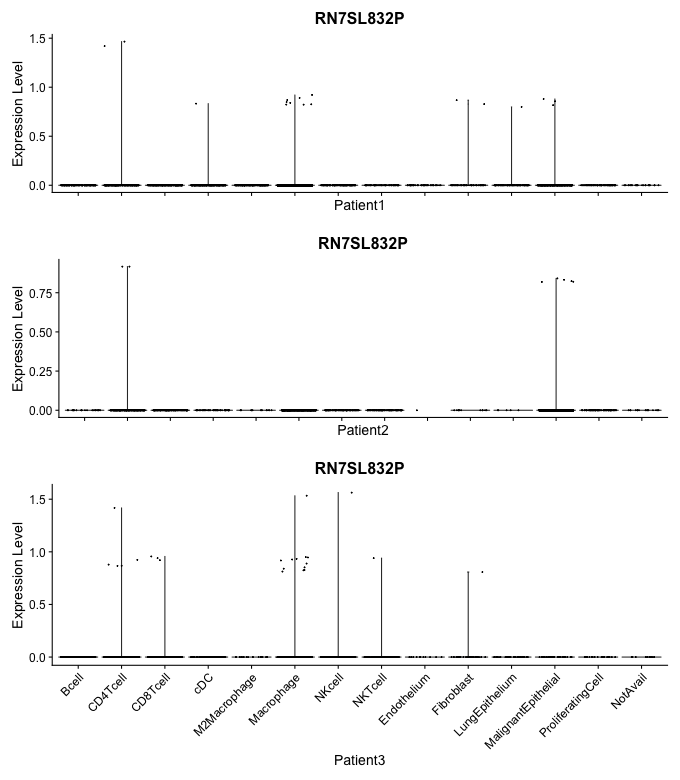 RN7SL832P
Expression Level
1.5
1.0
0.5
0.0
Patient1
RN7SL832P
Expression Level
0.75
0.50
0.25
0.00
Patient2
RN7SL832P
Expression Level
1.5
1.0
0.5
0.0
Bcell
CD4Tcell
CD8Tcell
cDC
M2Macrophage
Macrophage
NKcell
NKTcell
Endothelium
Fibroblast
LungEpithelium
MalignantEpithelial
ProliferatingCell
NotAvail
Patient3